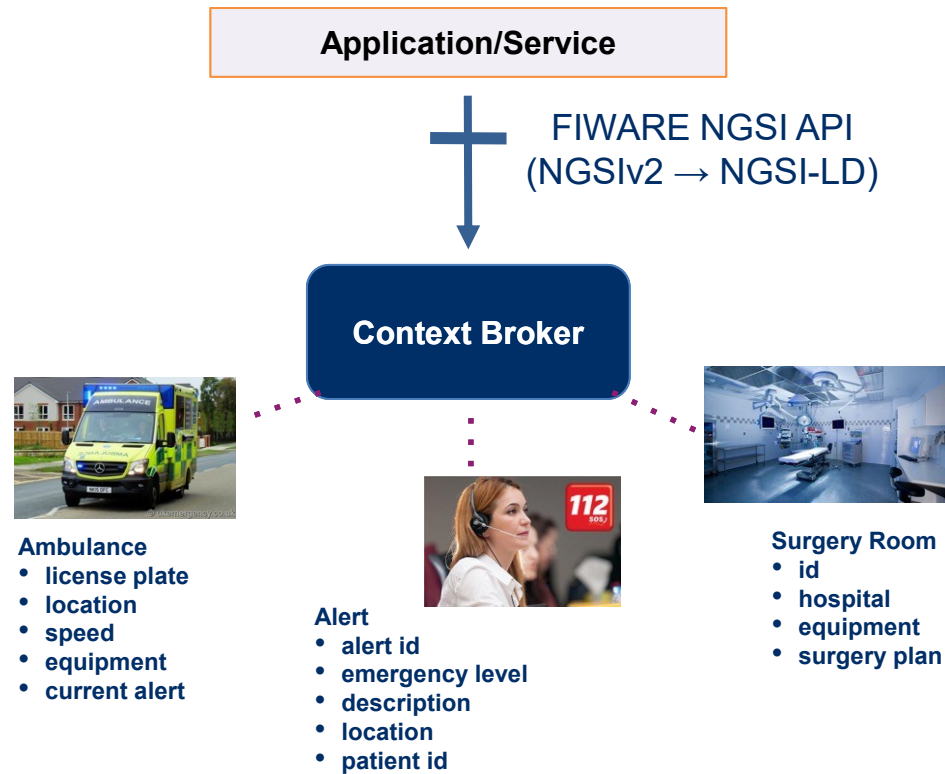 Application/Service
FIWARE NGSI API
(NGSIv2 → NGSI-LD)
Context Broker
AMBULANCE
Ambulance
• license plate
• location
• speed
• equipment
• current alert
112
SOS
Alert
• alert id
• emergency level
• description
• location
• patient id
Surgery Room
• id
• hospital
• equipment
• surgery plan